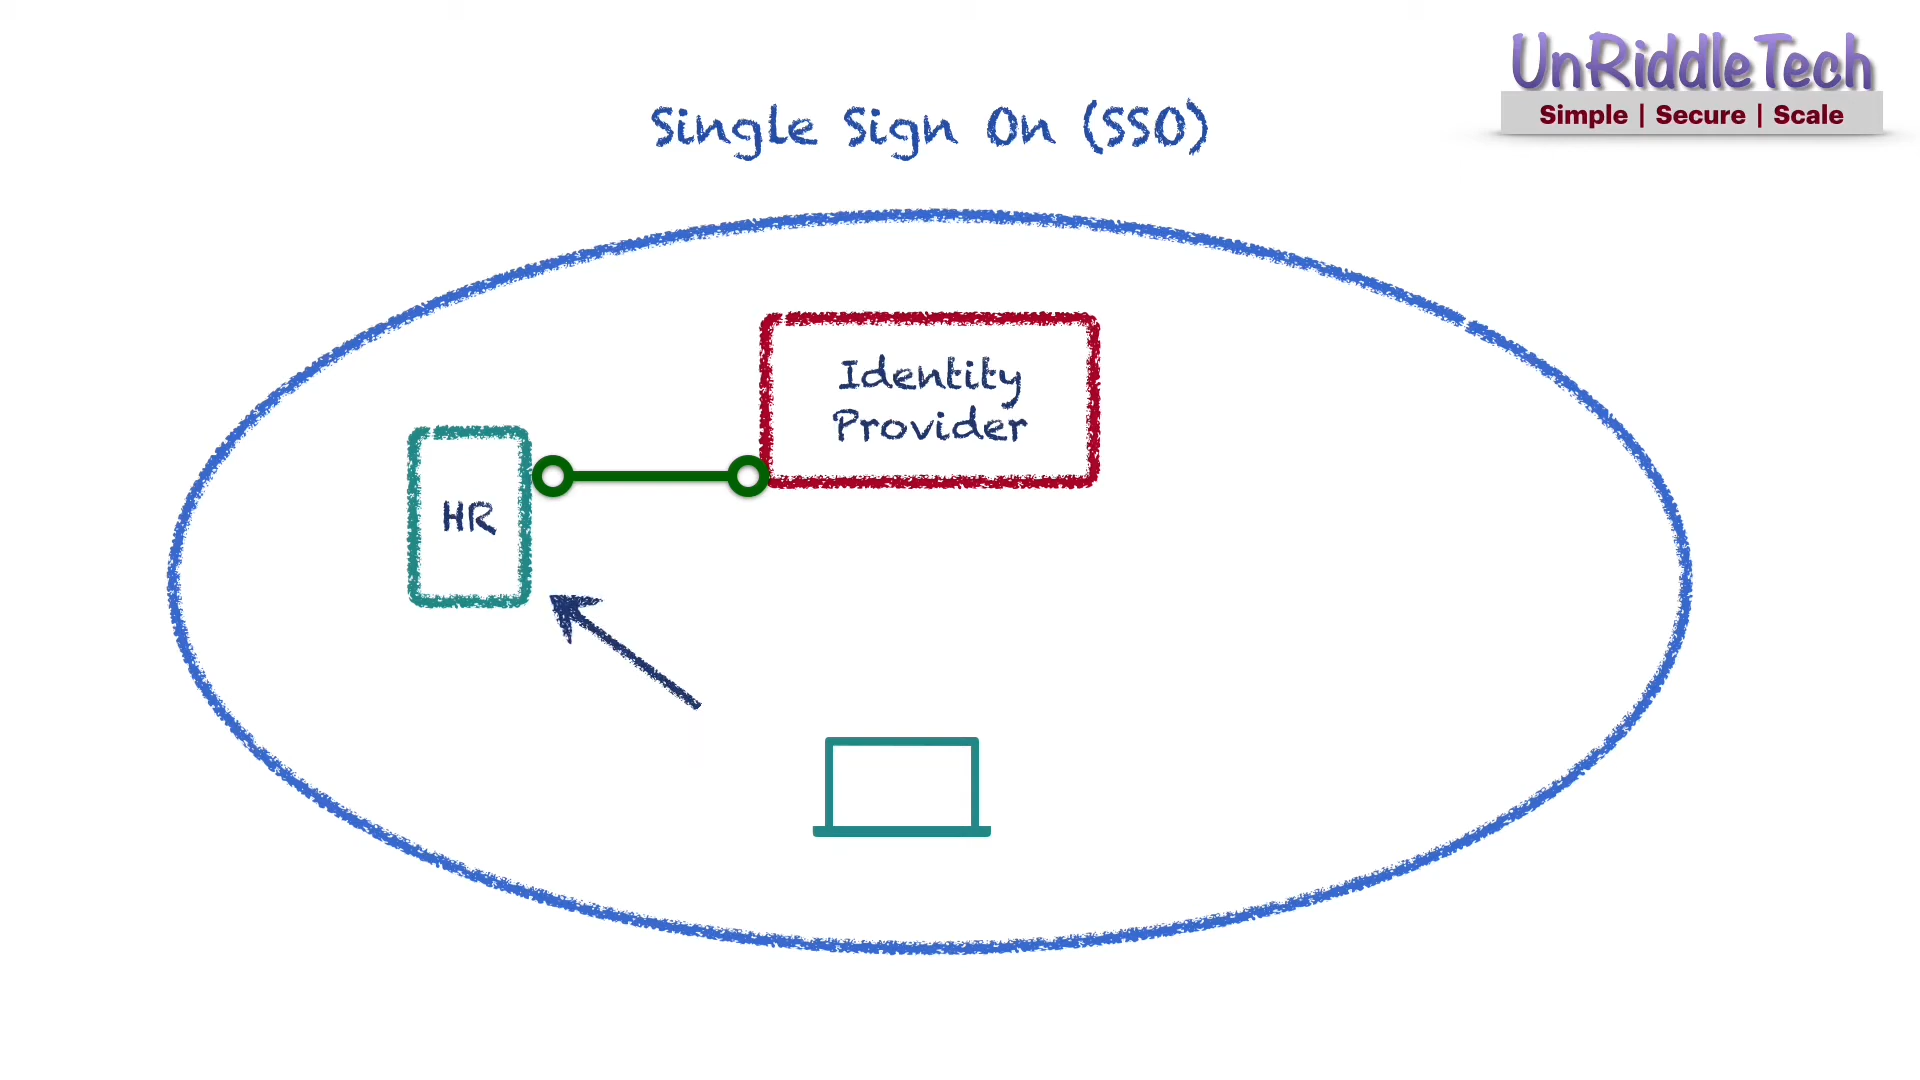 UnRiddleTech
Simple | Secure | Scale
Single Sign On (SSO)
Identity
Provider
HR